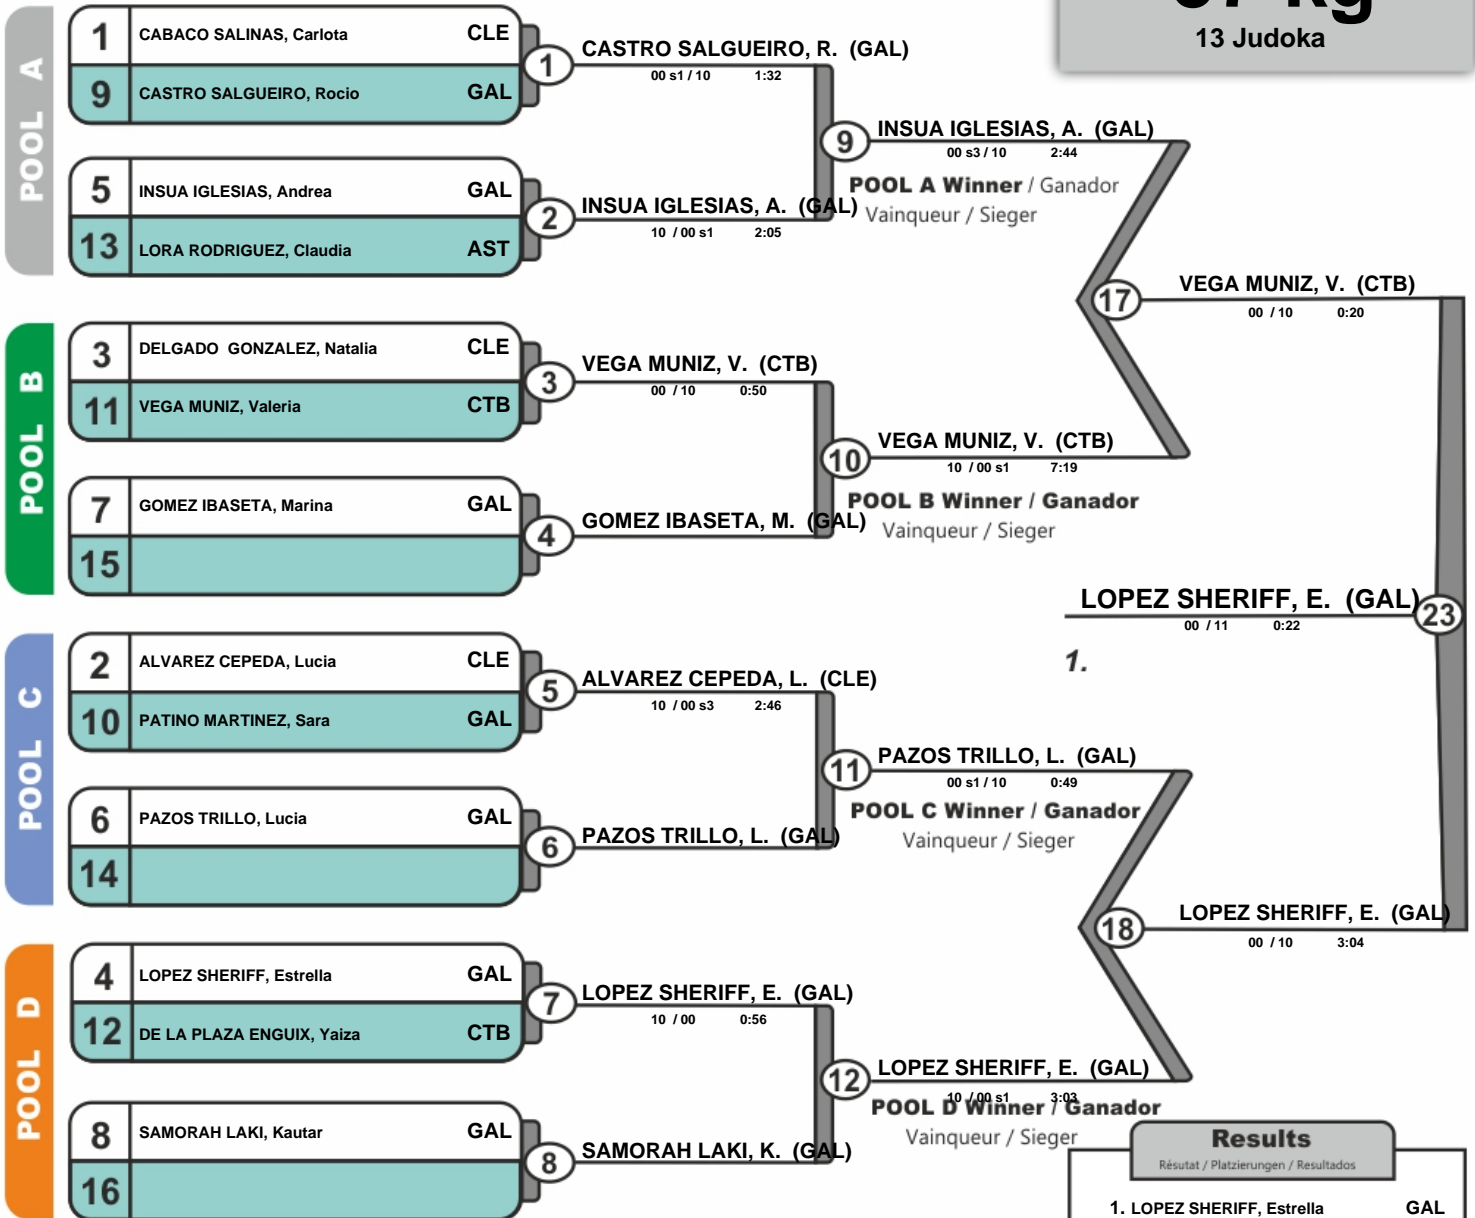 13 Judoka
POOL A
1 CABACO SALINAS, Carlota CLE
9 CASTRO SALGUEIRO, Rocio GAL
1 CASTRO SALGUEIRO, R. (GAL)
00 s1 / 10 1:32
5 INSUA IGLESIAS, Andrea GAL
13 LORA RODRIGUEZ, Claudia AST
2 INSUA IGLESIAS, A. (GAL)
10 / 00 s1 2:05
9 INSUA IGLESIAS, A. (GAL)
00 s3 / 10 2:44
POOL A Winner / Ganador
Vainqueur / Sieger
POOL B
3 DELGADO GONZALEZ, Natalia CLE
11 VEGA MUNIZ, Valeria CTB
3 VEGA MUNIZ, V. (CTB)
00 / 10 0:50
7 GOMEZ IBASETA, Marina GAL
15
4 GOMEZ IBASETA, M. (GAL)
10 VEGA MUNIZ, V. (CTB)
10 / 00 s1 7:19
POOL B Winner / Ganador
Vainqueur / Sieger
17 VEGA MUNIZ, V. (CTB)
00 / 10 0:20
LOPEZ SHERIFF, E. (GAL) 23
00 / 11 0:22
1.
POOL C
2 ALVAREZ CEPEDA, Lucia CLE
10 PATINO MARTINEZ, Sara GAL
5 ALVAREZ CEPEDA, L. (CLE)
10 / 00 s3 2:46
6 PAZOS TRILLO, Lucia GAL
14
6 PAZOS TRILLO, L. (GAL)
11 PAZOS TRILLO, L. (GAL)
00 s1 / 10 0:49
POOL C Winner / Ganador
Vainqueur / Sieger
18 LOPEZ SHERIFF, E. (GAL)
00 / 10 3:04
POOL D
4 LOPEZ SHERIFF, Estrella GAL
12 DE LA PLAZA ENGUIX, Yaiza CTB
7 LOPEZ SHERIFF, E. (GAL)
10 / 00 0:56
8 SAMORAH LAKI, Kautar GAL
16
8 SAMORAH LAKI, K. (GAL)
12 LOPEZ SHERIFF, E. (GAL)
10 / 00 s1 3:03
POOL D Winner / Ganador
Vainqueur / Sieger
Results
Résutat / Platzierungen / Resultados
1. LOPEZ SHERIFF, Estrella GAL